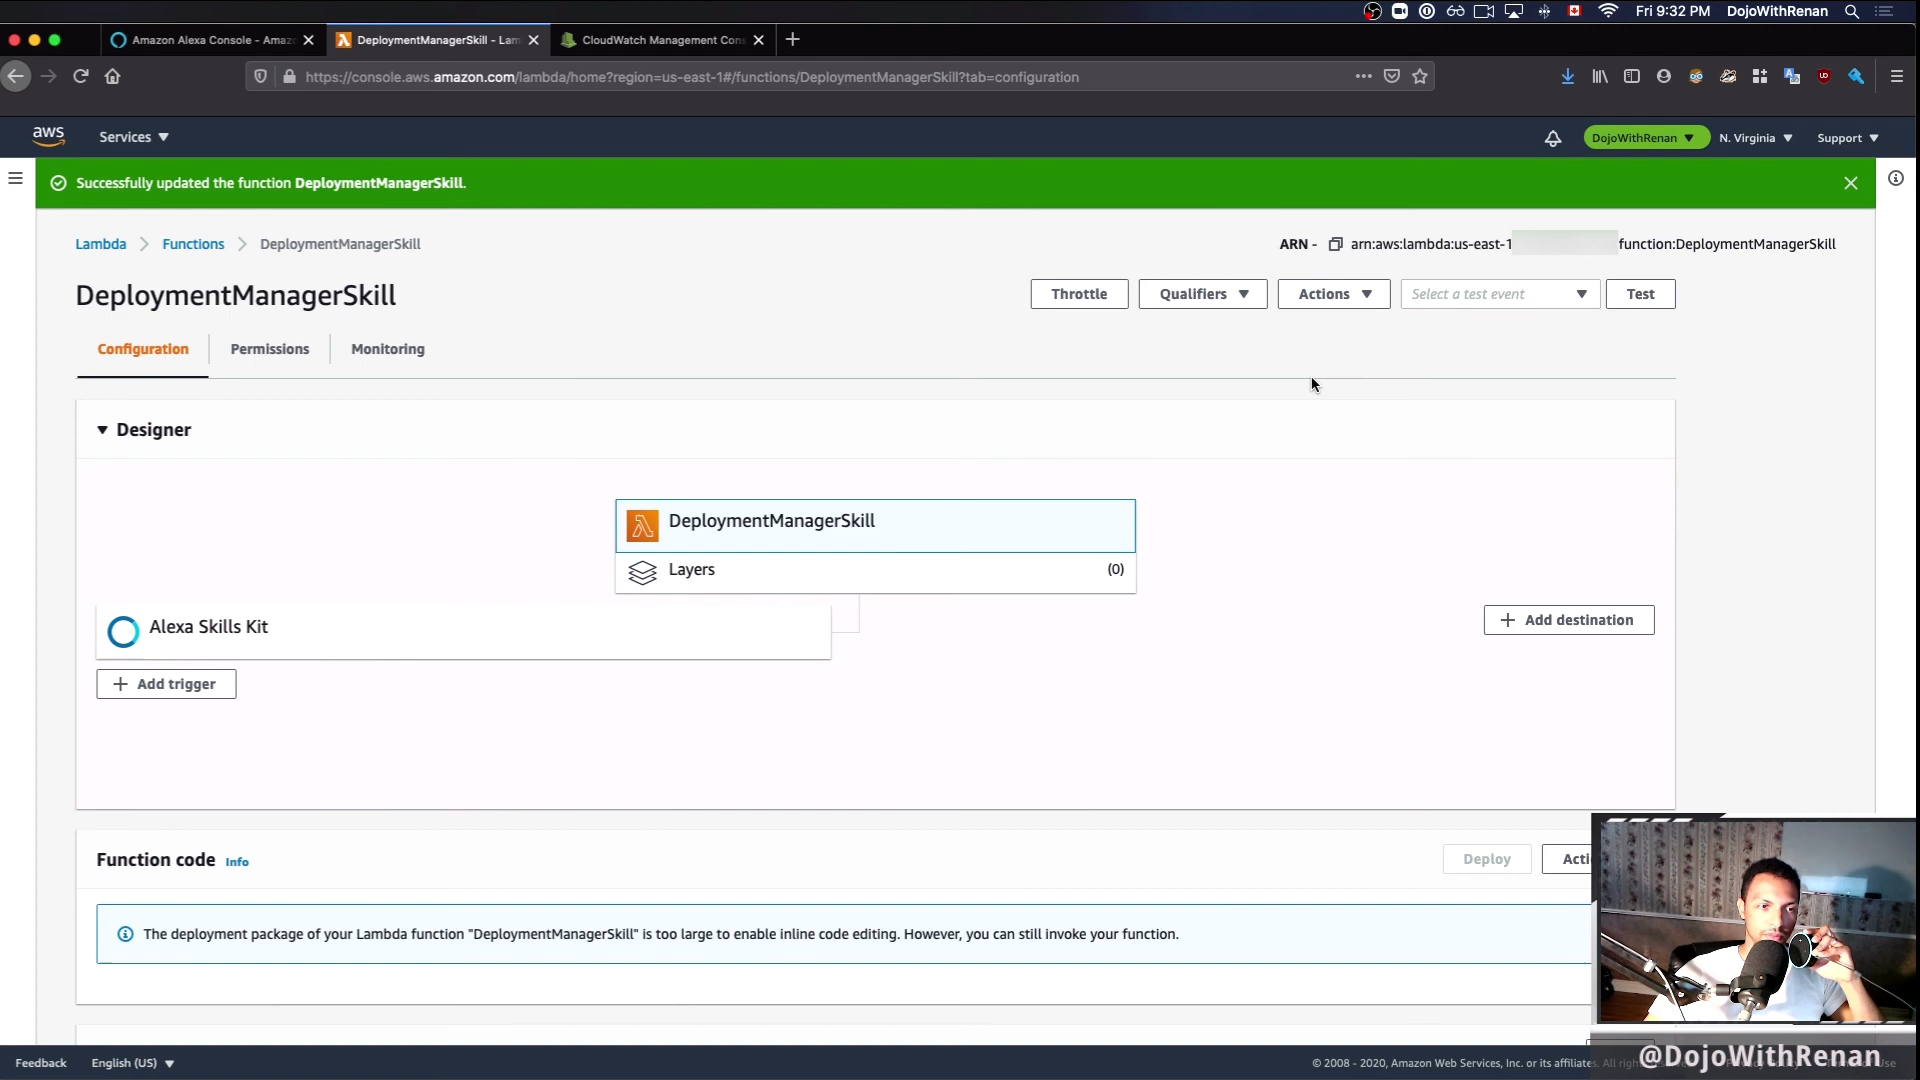 Fri 9:32 PM DojoWithRenan
Amazon Alexa Console - Amaz
DeploymentManagerSkill - Lam
CloudWatch Management Con
https://console.aws.amazon.com/lambda/home?region=us-east-1#/functions/DeploymentManagerSkill?tab=configuration
aws Services DojoWithRenan N. Virginia Support
Successfully updated the function DeploymentManagerSkill.
Lambda Functions DeploymentManagerSkill ARN - arn:aws:lambda:us-east-1 function:DeploymentManagerSkill
DeploymentManagerSkill Throttle Qualifiers Actions Select a test event Test
Configuration Permissions Monitoring
Designer
DeploymentManagerSkill
Layers (0)
Alexa Skills Kit
Add destination
Add trigger
Function code Info Deploy Acti
The deployment package of your Lambda function "DeploymentManagerSkill" is too large to enable inline code editing. However, you can still invoke your function.
Feedback English (US) © 2008 - 2020, Amazon Web Services, Inc. or its affiliates. All
@DojoWithRenan